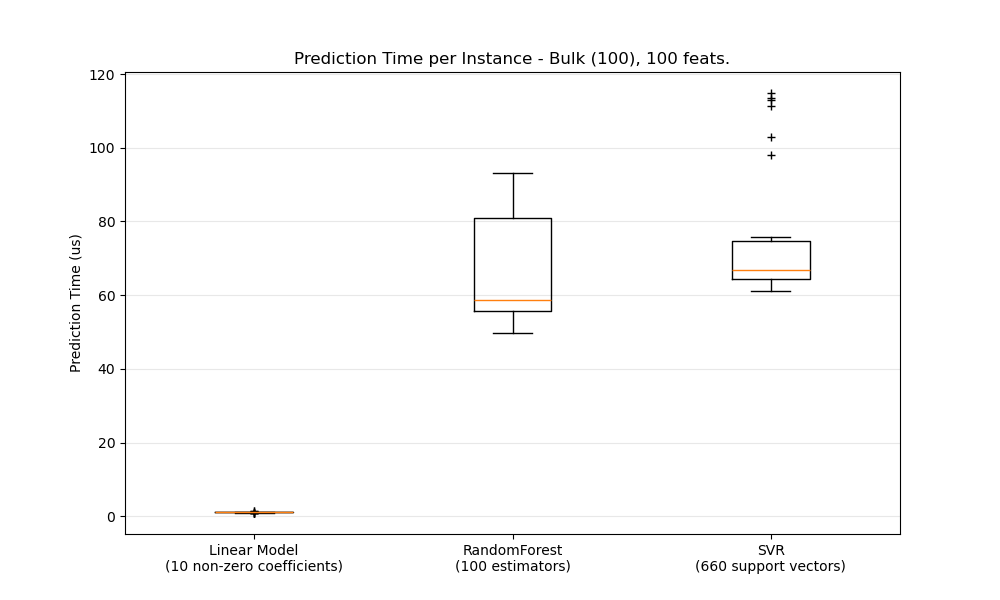 Prediction Time per Instance - Bulk (100), 100 feats.
120
100
80
60
40
20
0
Prediction Time (us)
Linear Model
(10 non-zero coefficients)
RandomForest
(100 estimators)
SVR
(660 support vectors)